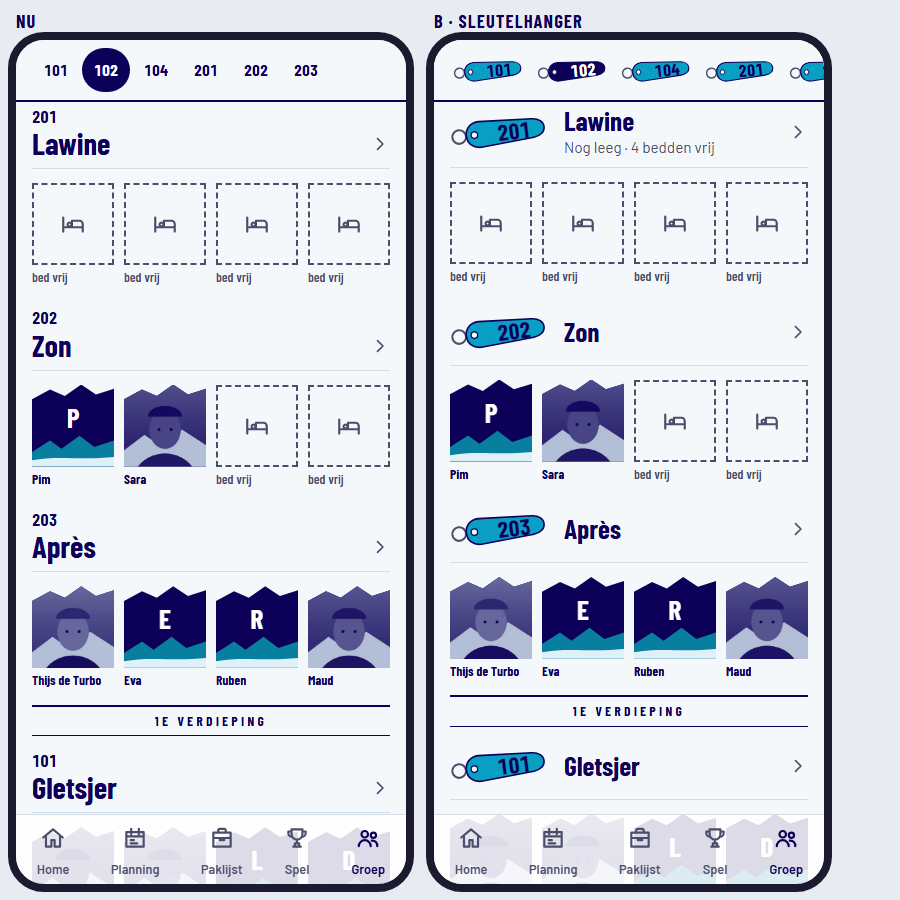 NU
101 102 104 201 202 203
201
Lawine
bed vrij bed vrij bed vrij bed vrij
202
Zon
P
Pim Sara bed vrij bed vrij
203
Après
E R
Thijs de Turbo Eva Ruben Maud
1E VERDIEPING
101
Gletsjer
L D
Home Planning Paklijst Spel Groep
B · SLEUTELHANGER
101 102 104 201
201
Lawine
Nog leeg · 4 bedden vrij
bed vrij bed vrij bed vrij bed vrij
202
Zon
P
Pim Sara bed vrij bed vrij
203
Après
E R
Thijs de Turbo Eva Ruben Maud
1E VERDIEPING
101
Gletsjer
L D
Home Planning Paklijst Spel Groep